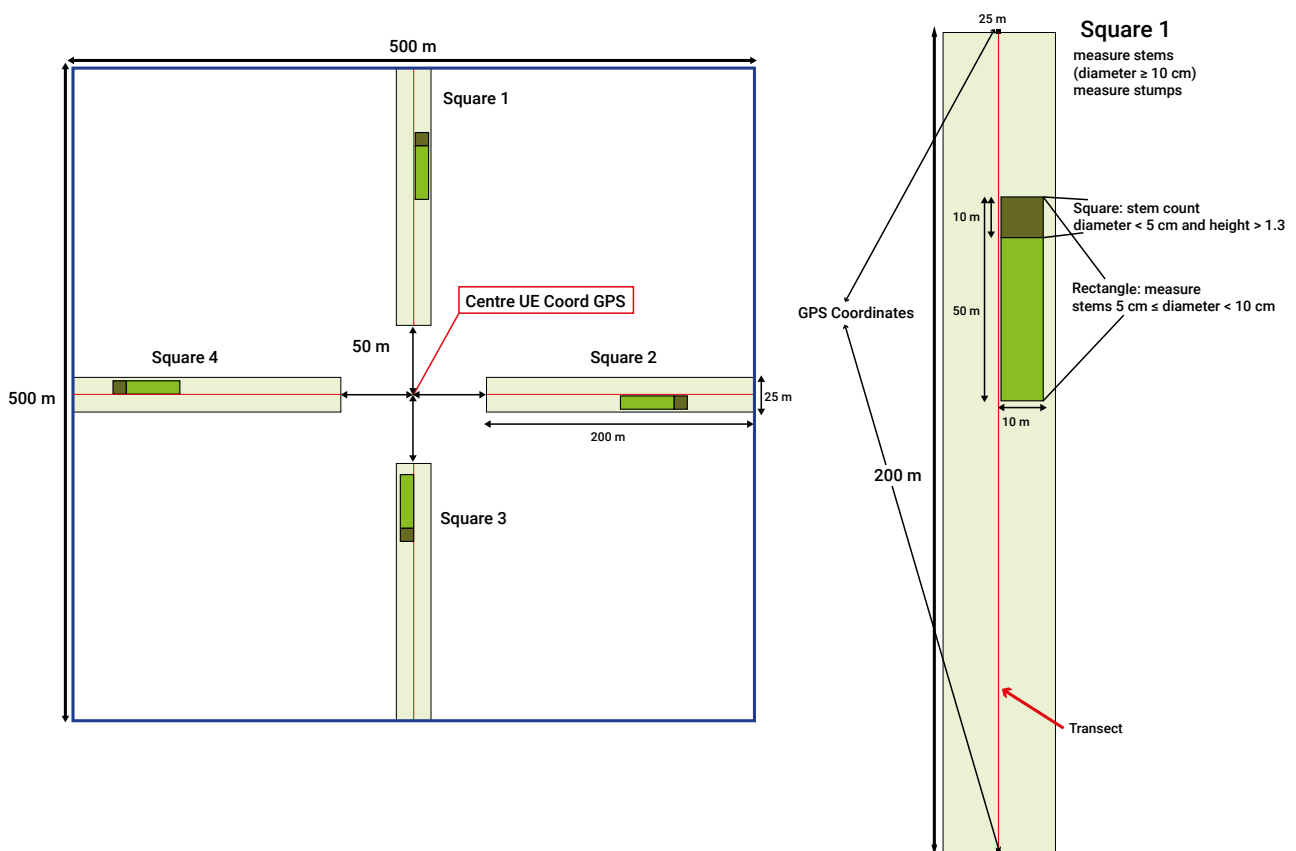 500 m
Square 1
Centre UE Coord GPS
50 m
Square 4
Square 2
500 m
25 m
200 m
Square 3
25 m
Square 1
measure stems
(diameter ≥ 10 cm)
measure stumps
10 m
Square: stem count
diameter < 5 cm and height > 1.3
Rectangle: measure
stems 5 cm ≤ diameter < 10 cm
GPS Coordinates
50 m
10 m
200 m
Transect